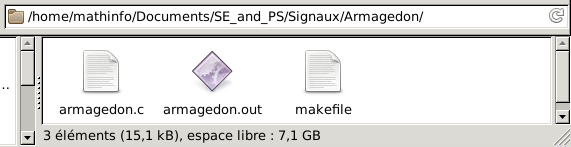 /home/mathinfo/Documents/SE_and_PS/Signaux/Armagedon/
..
armagedon.c armagedon.out makefile
3 éléments (15,1 kB), espace libre : 7,1 GB